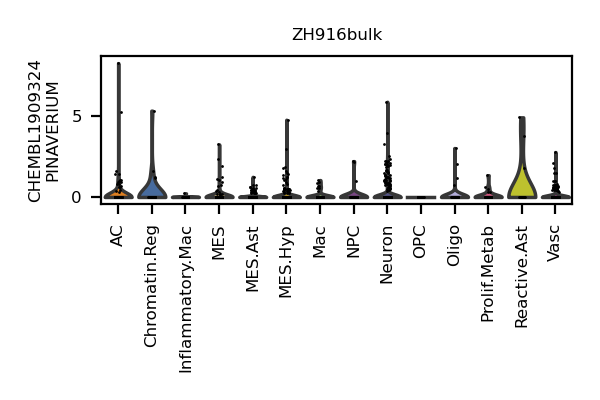 ZH916bulk
CHEMBL1909324
PINAVERIUM
5
0
AC
Chromatin.Reg
Inflammatory.Mac
MES
MES.Ast
MES.Hyp
Mac
NPC
Neuron
OPC
Oligo
Prolif.Metab
Reactive.Ast
Vasc